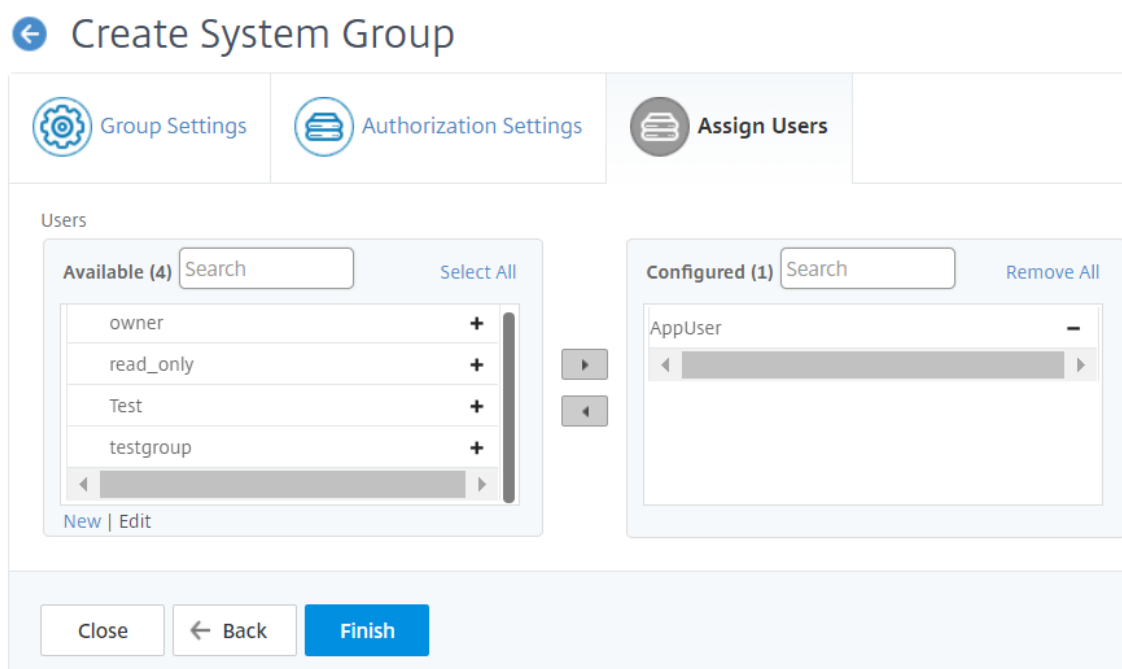 Create System Group
Group Settings
Authorization Settings
Assign Users
Users
Available (4) Search Select All
owner
read_only
Test
testgroup
New | Edit
Configured (1) Search Remove All
AppUser
Close
Back
Finish